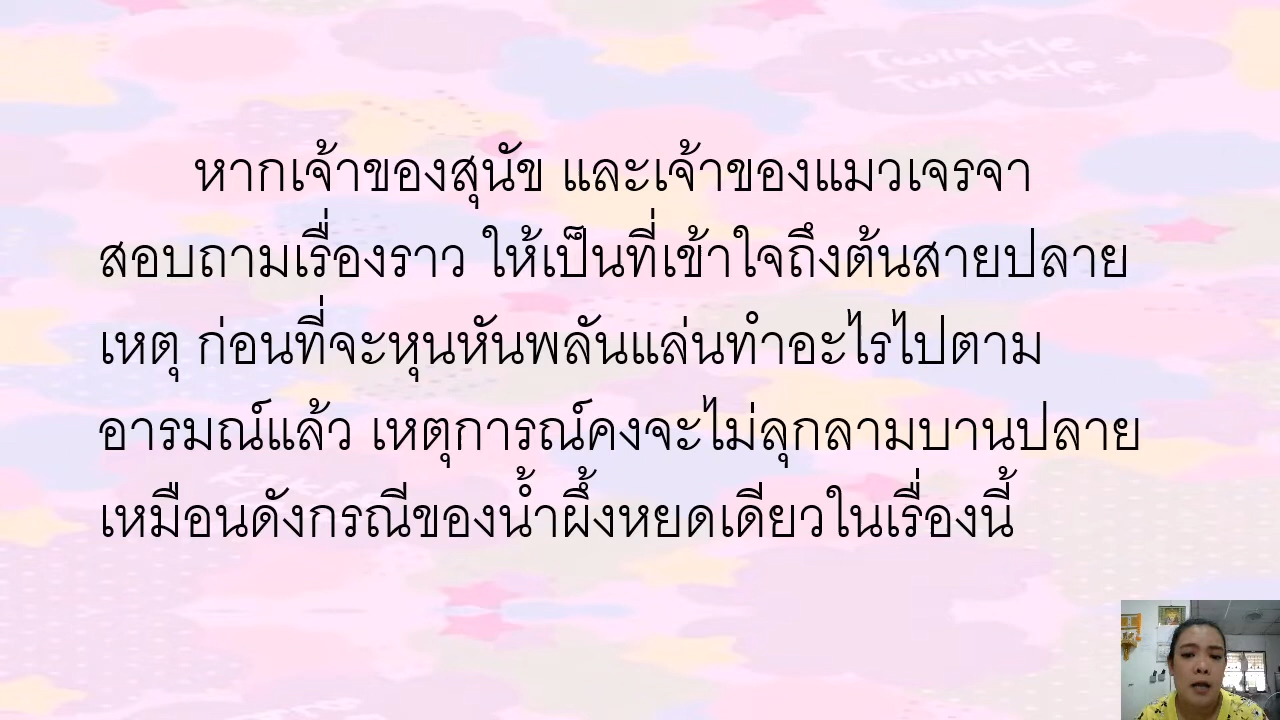 Twinkle
Twinkle
หากเจ้าของสุนัข และเจ้าของแมวเจรจา
สอบถามเรื่องราว ให้เป็นที่เข้าใจถึงต้นสายปลาย
เหตุ ก่อนที่จะหุนหันพลันแล่นทำอะไรไปตาม
อารมณ์แล้ว เหตุการณ์คงจะไม่ลุกลามบานปลาย
เหมือนดังกรณีของน้ำผึ้งหยดเดียวในเรื่องนี้